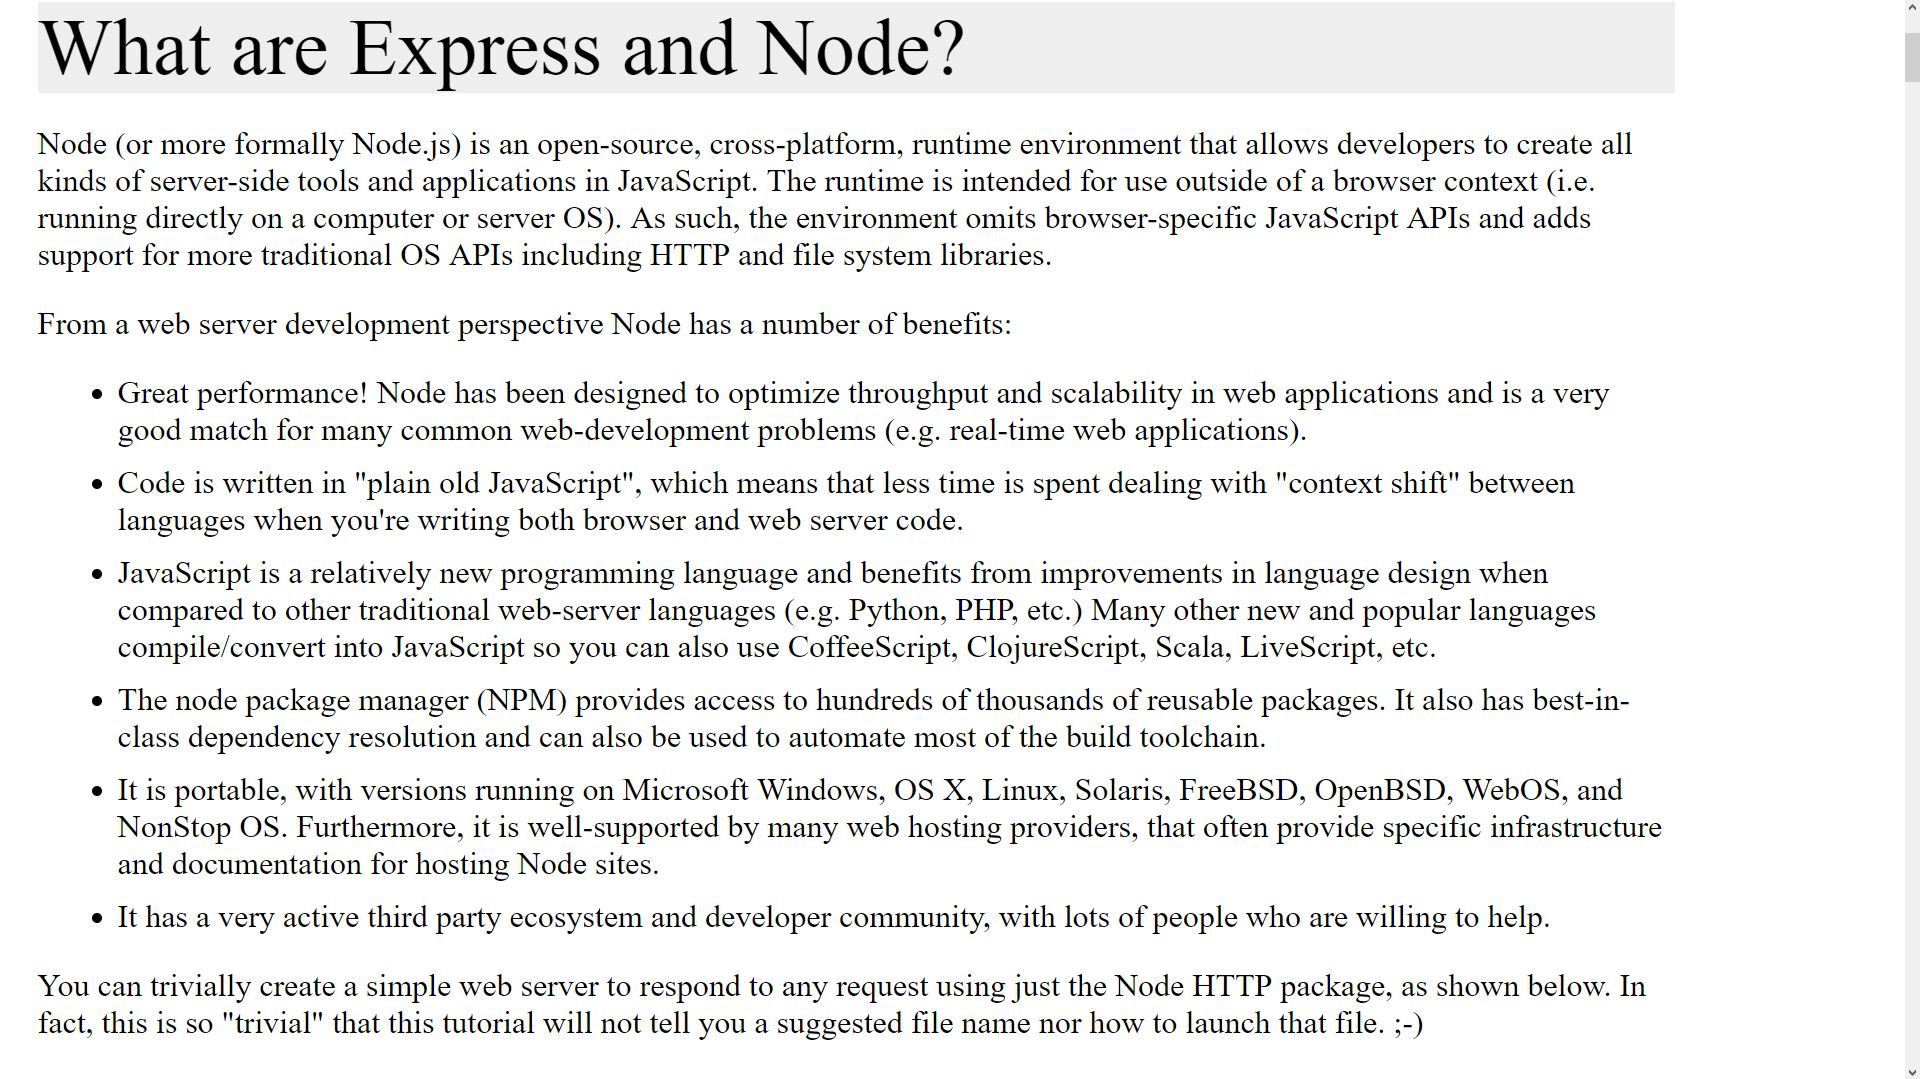 What are Express and Node?
Node (or more formally Node.js) is an open-source, cross-platform, runtime environment that allows developers to create all
kinds of server-side tools and applications in JavaScript. The runtime is intended for use outside of a browser context (i.e.
running directly on a computer or server OS). As such, the environment omits browser-specific JavaScript APIs and adds
support for more traditional OS APIs including HTTP and file system libraries.
From a web server development perspective Node has a number of benefits:
• Great performance! Node has been designed to optimize throughput and scalability in web applications and is a very
good match for many common web-development problems (e.g. real-time web applications).
• Code is written in "plain old JavaScript", which means that less time is spent dealing with "context shift" between
languages when you're writing both browser and web server code.
• JavaScript is a relatively new programming language and benefits from improvements in language design when
compared to other traditional web-server languages (e.g. Python, PHP, etc.) Many other new and popular languages
compile/convert into JavaScript so you can also use CoffeeScript, ClojureScript, Scala, LiveScript, etc.
• The node package manager (NPM) provides access to hundreds of thousands of reusable packages. It also has best-in-
class dependency resolution and can also be used to automate most of the build toolchain.
• It is portable, with versions running on Microsoft Windows, OS X, Linux, Solaris, FreeBSD, OpenBSD, WebOS, and
NonStop OS. Furthermore, it is well-supported by many web hosting providers, that often provide specific infrastructure
and documentation for hosting Node sites.
• It has a very active third party ecosystem and developer community, with lots of people who are willing to help.
You can trivially create a simple web server to respond to any request using just the Node HTTP package, as shown below. In
fact, this is so "trivial" that this tutorial will not tell you a suggested file name nor how to launch that file. ;-)